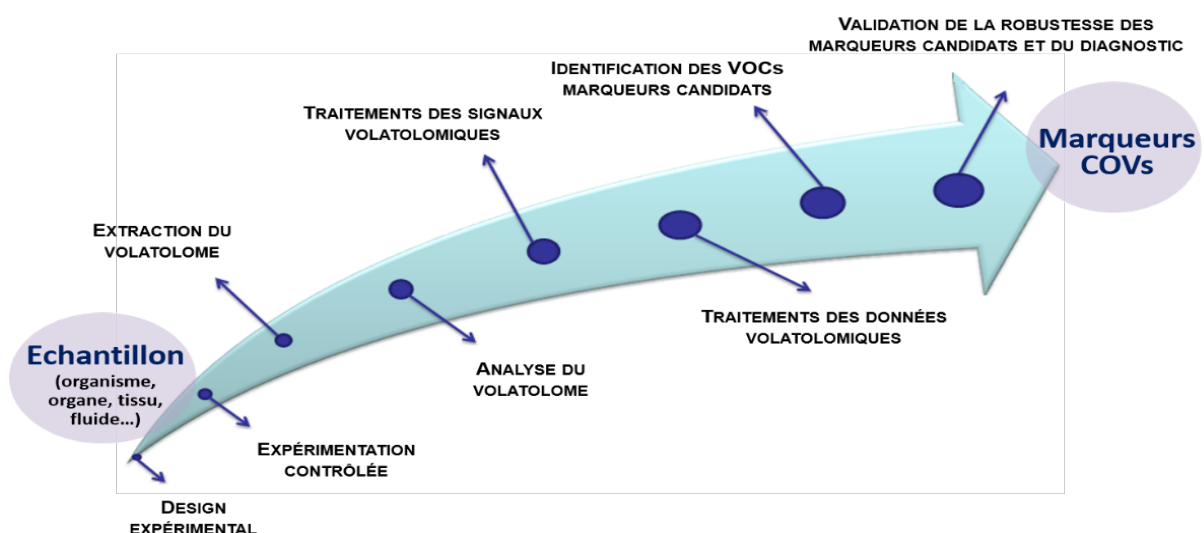 VALIDATION DE LA ROBUSTESSE DES
MARQUEURS CANDIDATS ET DU DIAGNOSTIC
IDENTIFICATION DES VOCS
MARQUEURS CANDIDATS
TRAITEMENTS DES SIGNAUX
VOLATOLOMIQUES
Marqueurs
COVs
EXTRACTION DU
VOLATOLOME
TRAITEMENTS DES DONNÉES
VOLATOLOMIQUES
Echantillon
(organisme,
organe, tissu,
fluide...)
ANALYSE DU
VOLATOLOME
EXPÉRIMENTATION
CONTRÔLÉE
DESIGN
EXPÉRIMENTAL